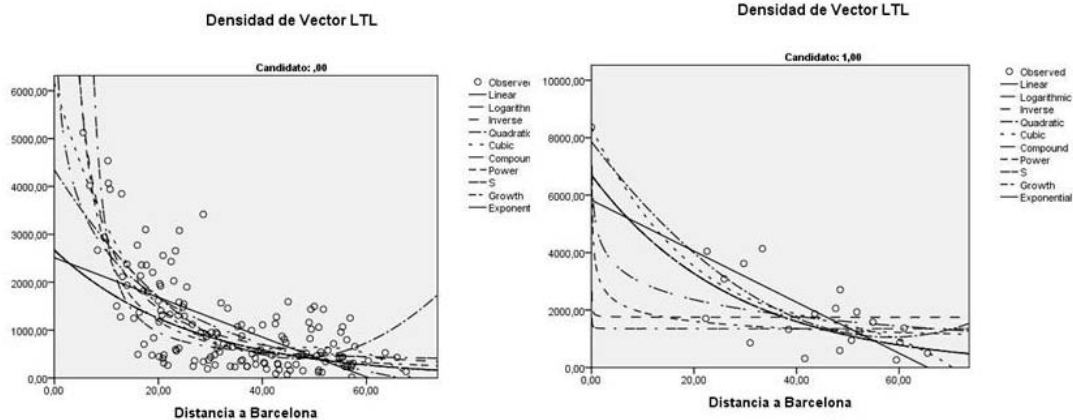 Densidad de Vector LTL
Candidato: ,00
6000,00
5000,00
4000,00
3000,00
2000,00
1000,00
0,00
0,00 20,00 40,00 60,00
Distancia a Barcelona
Observed
Linear
Logarithm
Inverse
Quadratic
Cubic
Compoun
Power
S
Growth
Exponential
Densidad de Vector LTL
Candidato: 1,00
10000,00
8000,00
6000,00
4000,00
2000,00
0,00
0,00 20,00 40,00 60,00
Distancia a Barcelona
Observed
Linear
Logarithmic
Inverse
Quadratic
Cubic
Compound
Power
S
Growth
Exponential